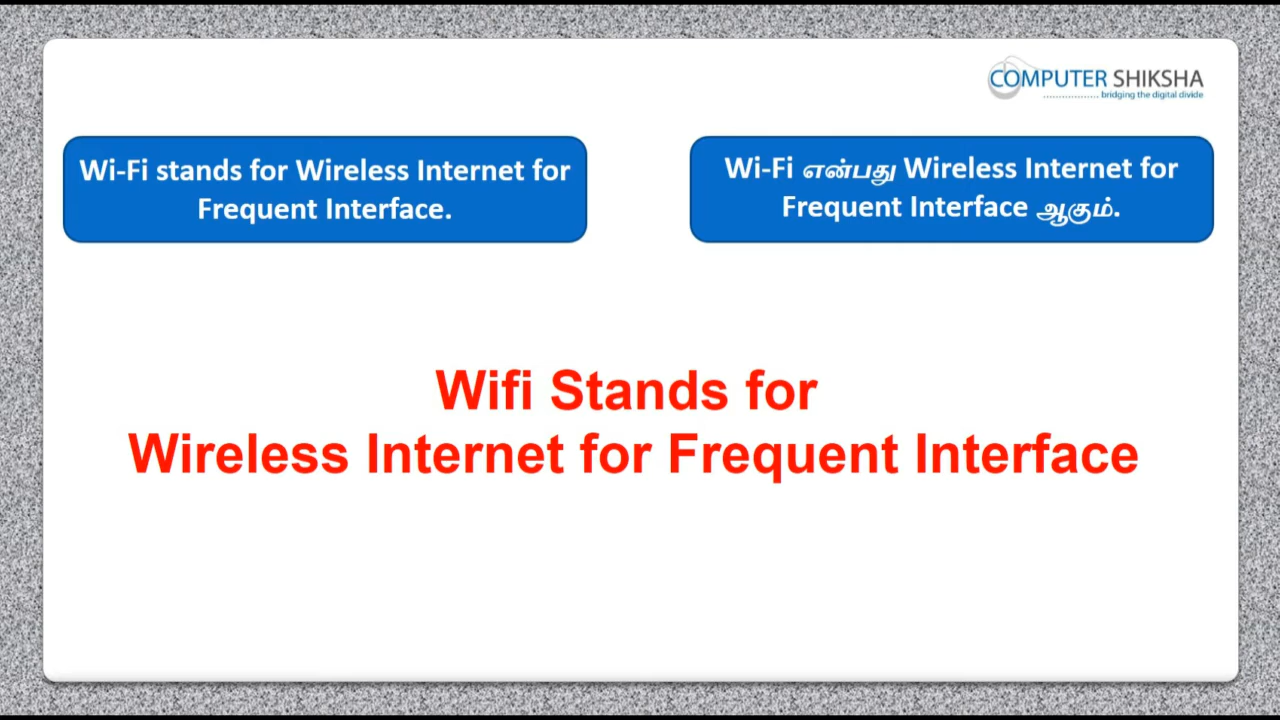 COMPUTER SHIKSHA
bridging the digital divide
Wi-Fi stands for Wireless Internet for
Frequent Interface.
Wi-Fi என்பது Wireless Internet for
Frequent Interface ஆகும்.
Wifi Stands for
Wireless Internet for Frequent Interface